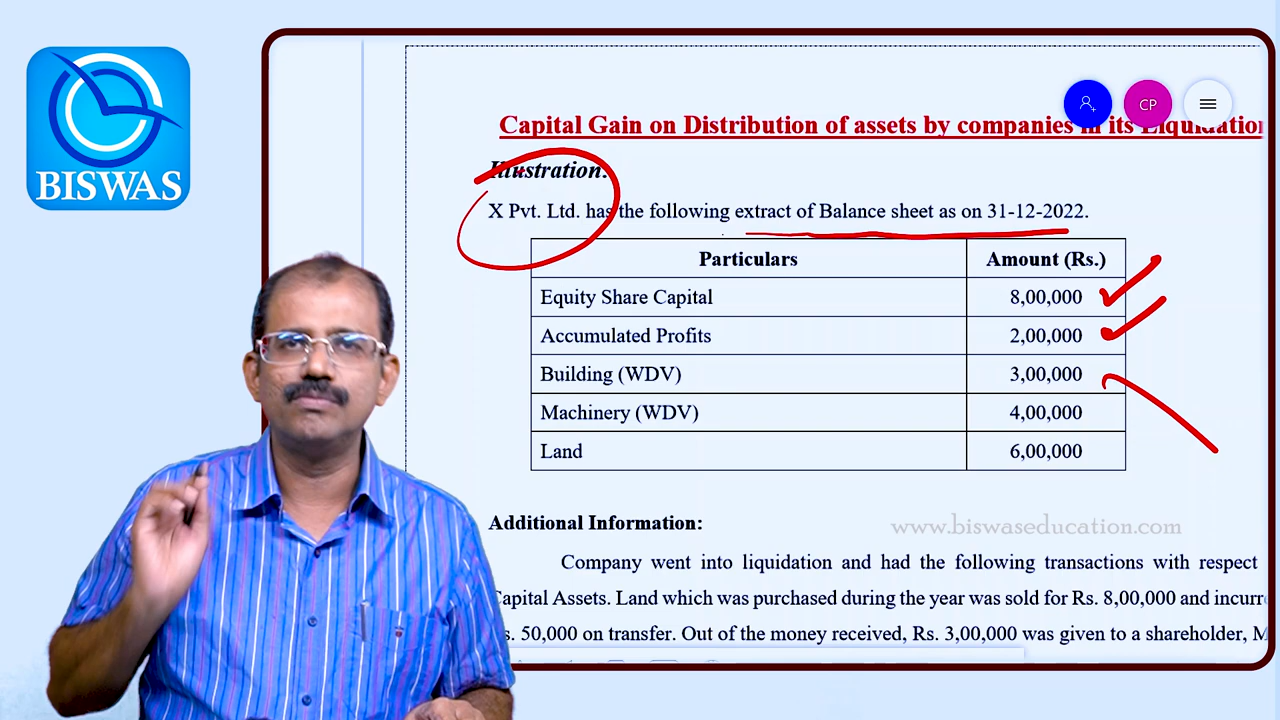 BISWAS
CP
Capital Gain on Distribution of assets by companies in its Liquidation
Illustration:
X Pvt. Ltd. has the following extract of Balance sheet as on 31-12-2022.
Particulars Amount (Rs.)
Equity Share Capital 8,00,000
Accumulated Profits 2,00,000
Building (WDV) 3,00,000
Machinery (WDV) 4,00,000
Land 6,00,000
Additional Information:
www.biswaseducation.com
Company went into liquidation and had the following transactions with respect
Capital Assets. Land which was purchased during the year was sold for Rs. 8,00,000 and
50,000 on transfer. Out of the money received, Rs. 3,00,000 was given to a shareholder,